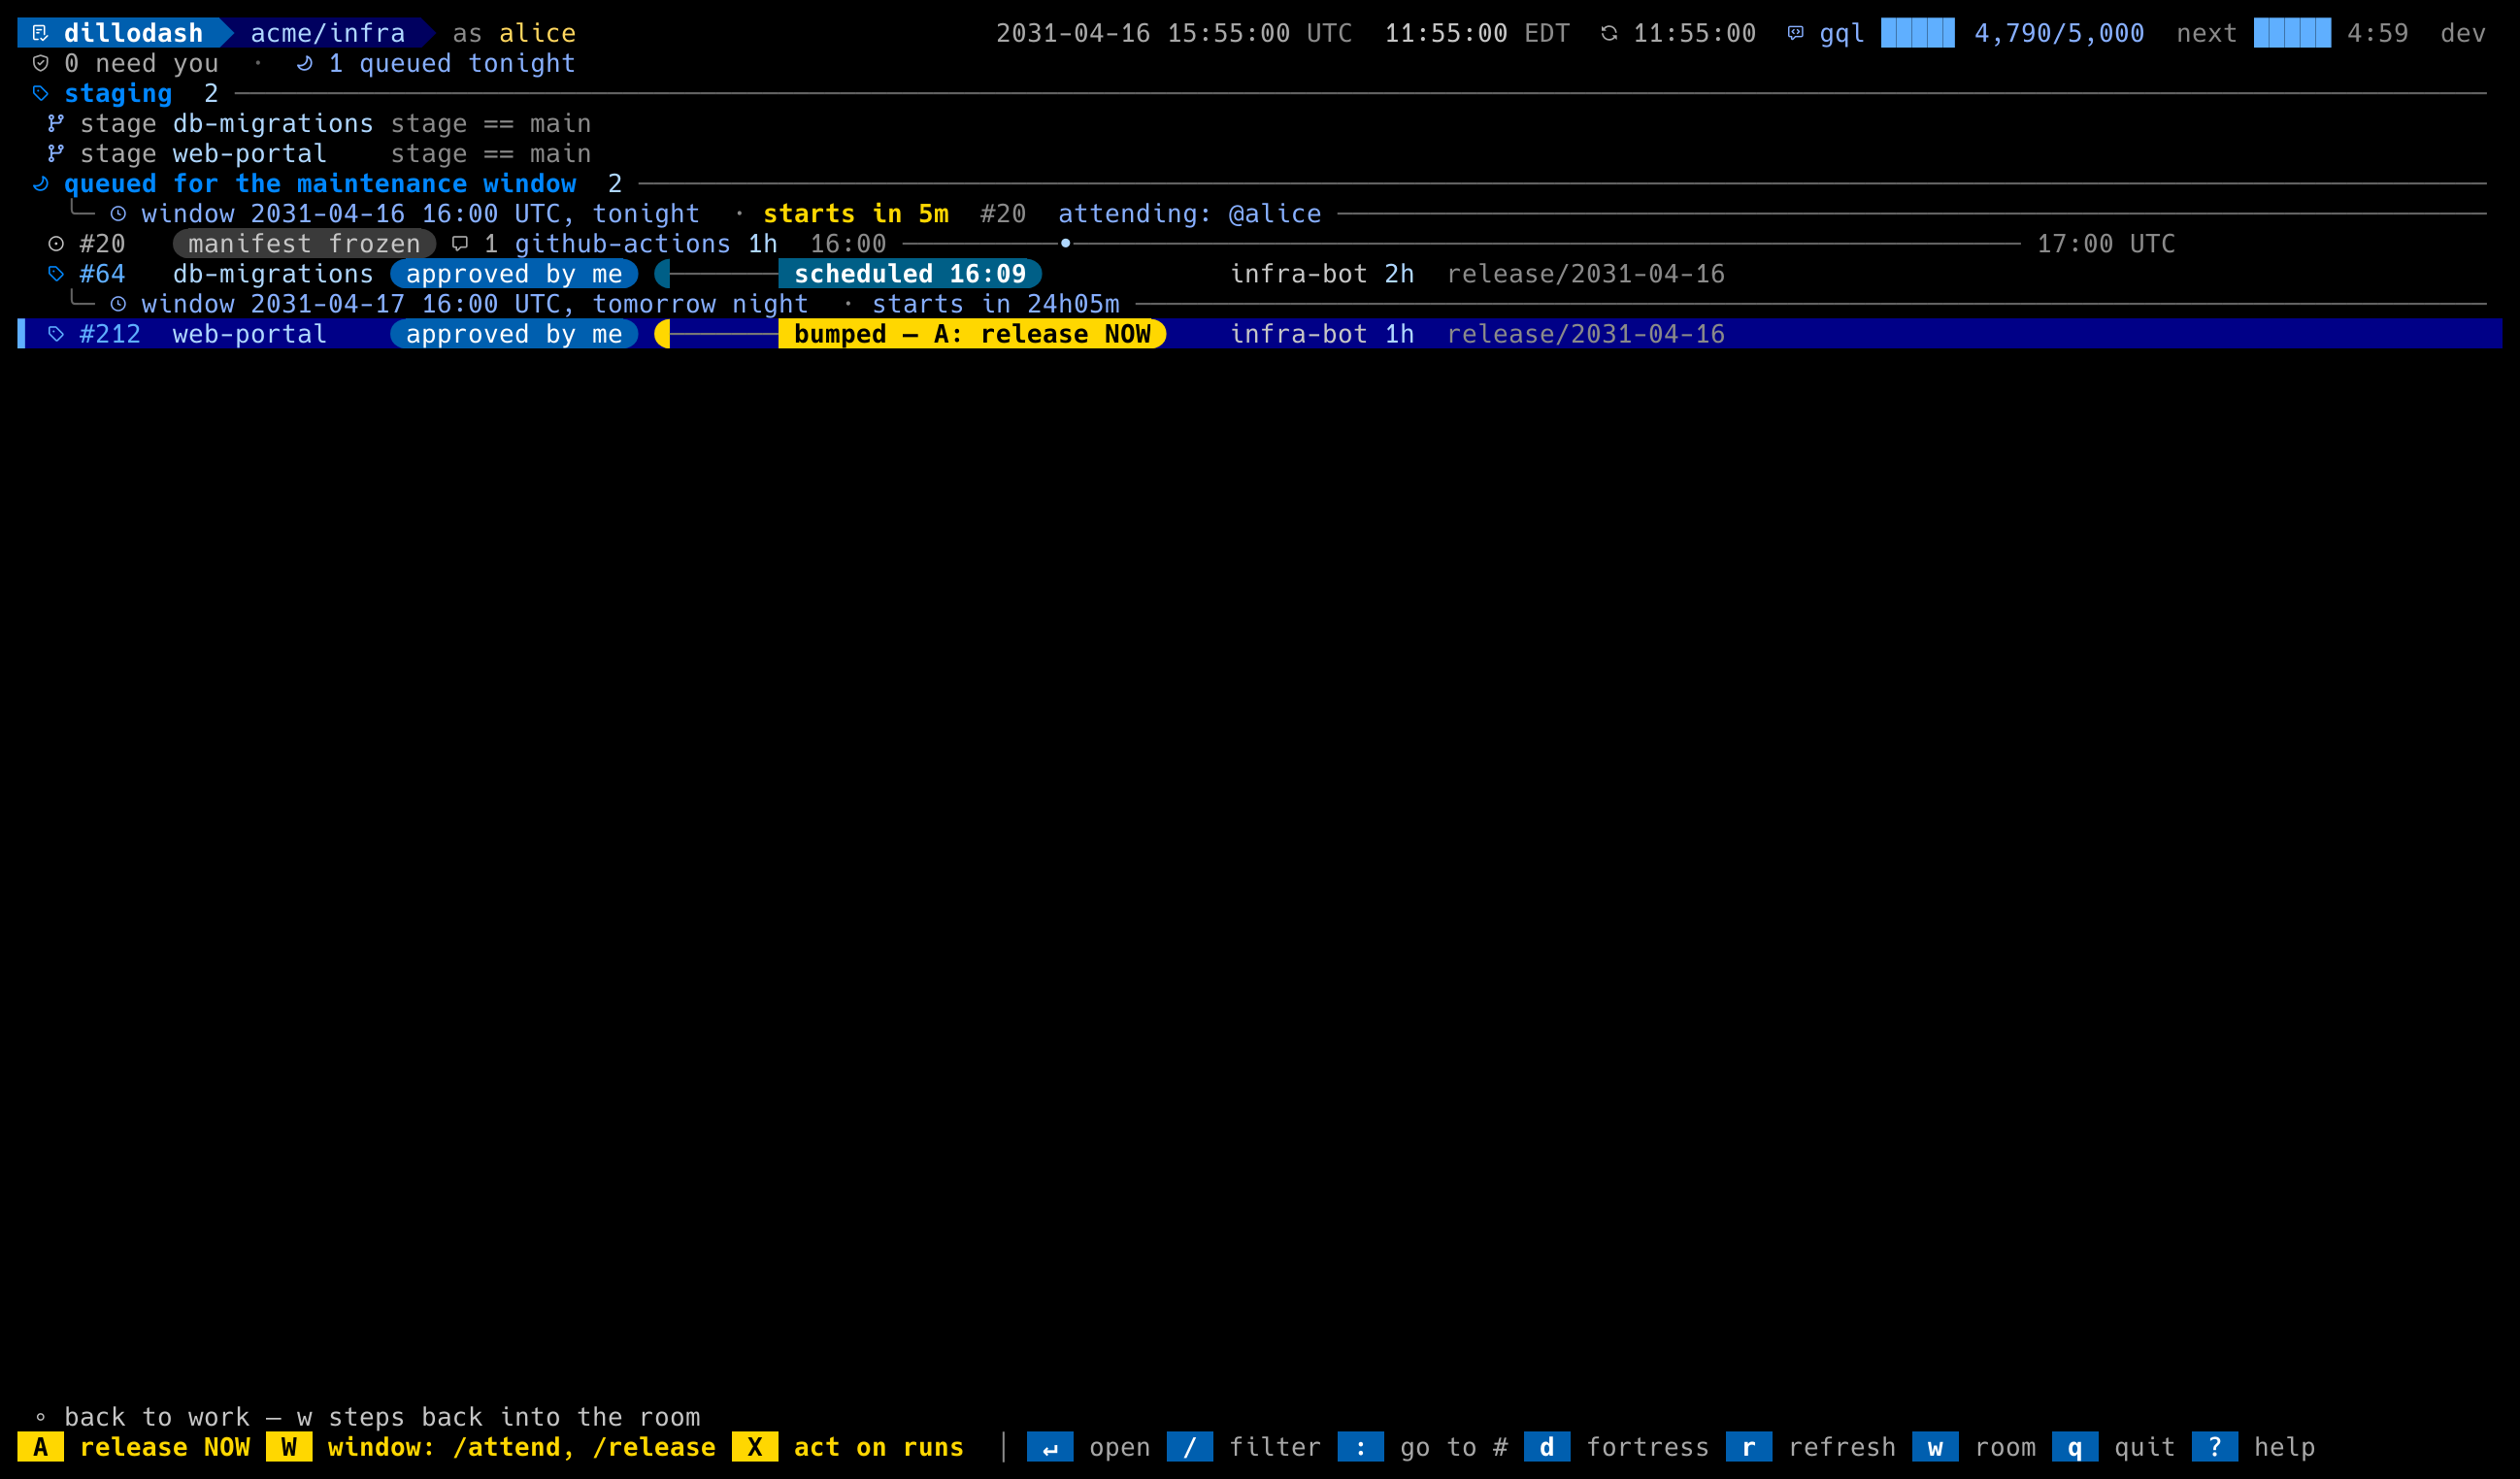 dillodash acme/infra as alice 2031-04-16 15:55:00 UTC 11:55:00 EDT 11:55:00 gql 4,790/5,000 next 4:59 dev
0 need you · 1 queued tonight
staging 2
stage db-migrations stage == main
stage web-portal stage == main
queued for the maintenance window 2
window 2031-04-16 16:00 UTC, tonight · starts in 5m #20 attending: @alice
#20 manifest frozen 1 github-actions 1h 16:00 17:00 UTC
#64 db-migrations approved by me scheduled 16:09 infra-bot 2h release/2031-04-16
window 2031-04-17 16:00 UTC, tomorrow night · starts in 24h05m
#212 web-portal approved by me bumped — A: release NOW infra-bot 1h release/2031-04-16
back to work — w steps back into the room
A release NOW W window: /attend, /release X act on runs │ ↵ open / filter : go to # d fortress r refresh w room q quit ? help